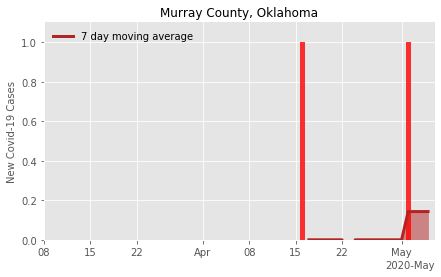 Murray County, Oklahoma
7 day moving average
New Covid-19 Cases
1.0
0.8
0.6
0.4
0.2
0.0
08 15 22 Apr 08 15 22 May
2020-May